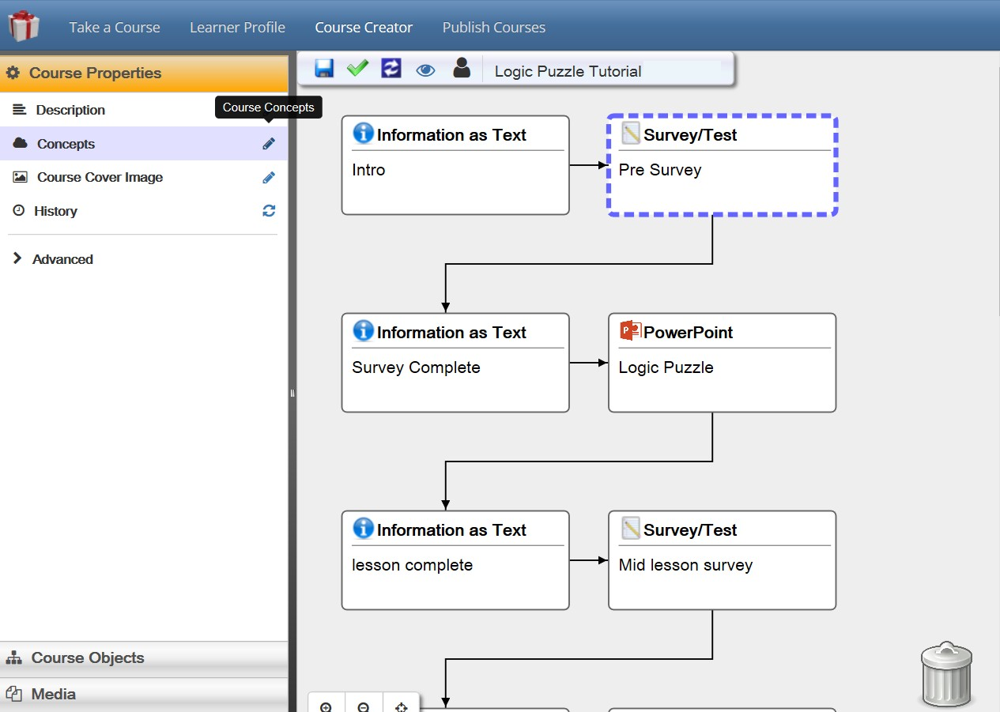 Take a Course Learner Profile Course Creator Publish Courses
Course Properties
Logic Puzzle Tutorial
Description
Course Concepts
Concepts
Course Cover Image
History
Advanced
Information as Text
Intro
Survey/Test
Pre Survey
Information as Text
Survey Complete
PowerPoint
Logic Puzzle
Information as Text
lesson complete
Survey/Test
Mid lesson survey
Course Objects
Media